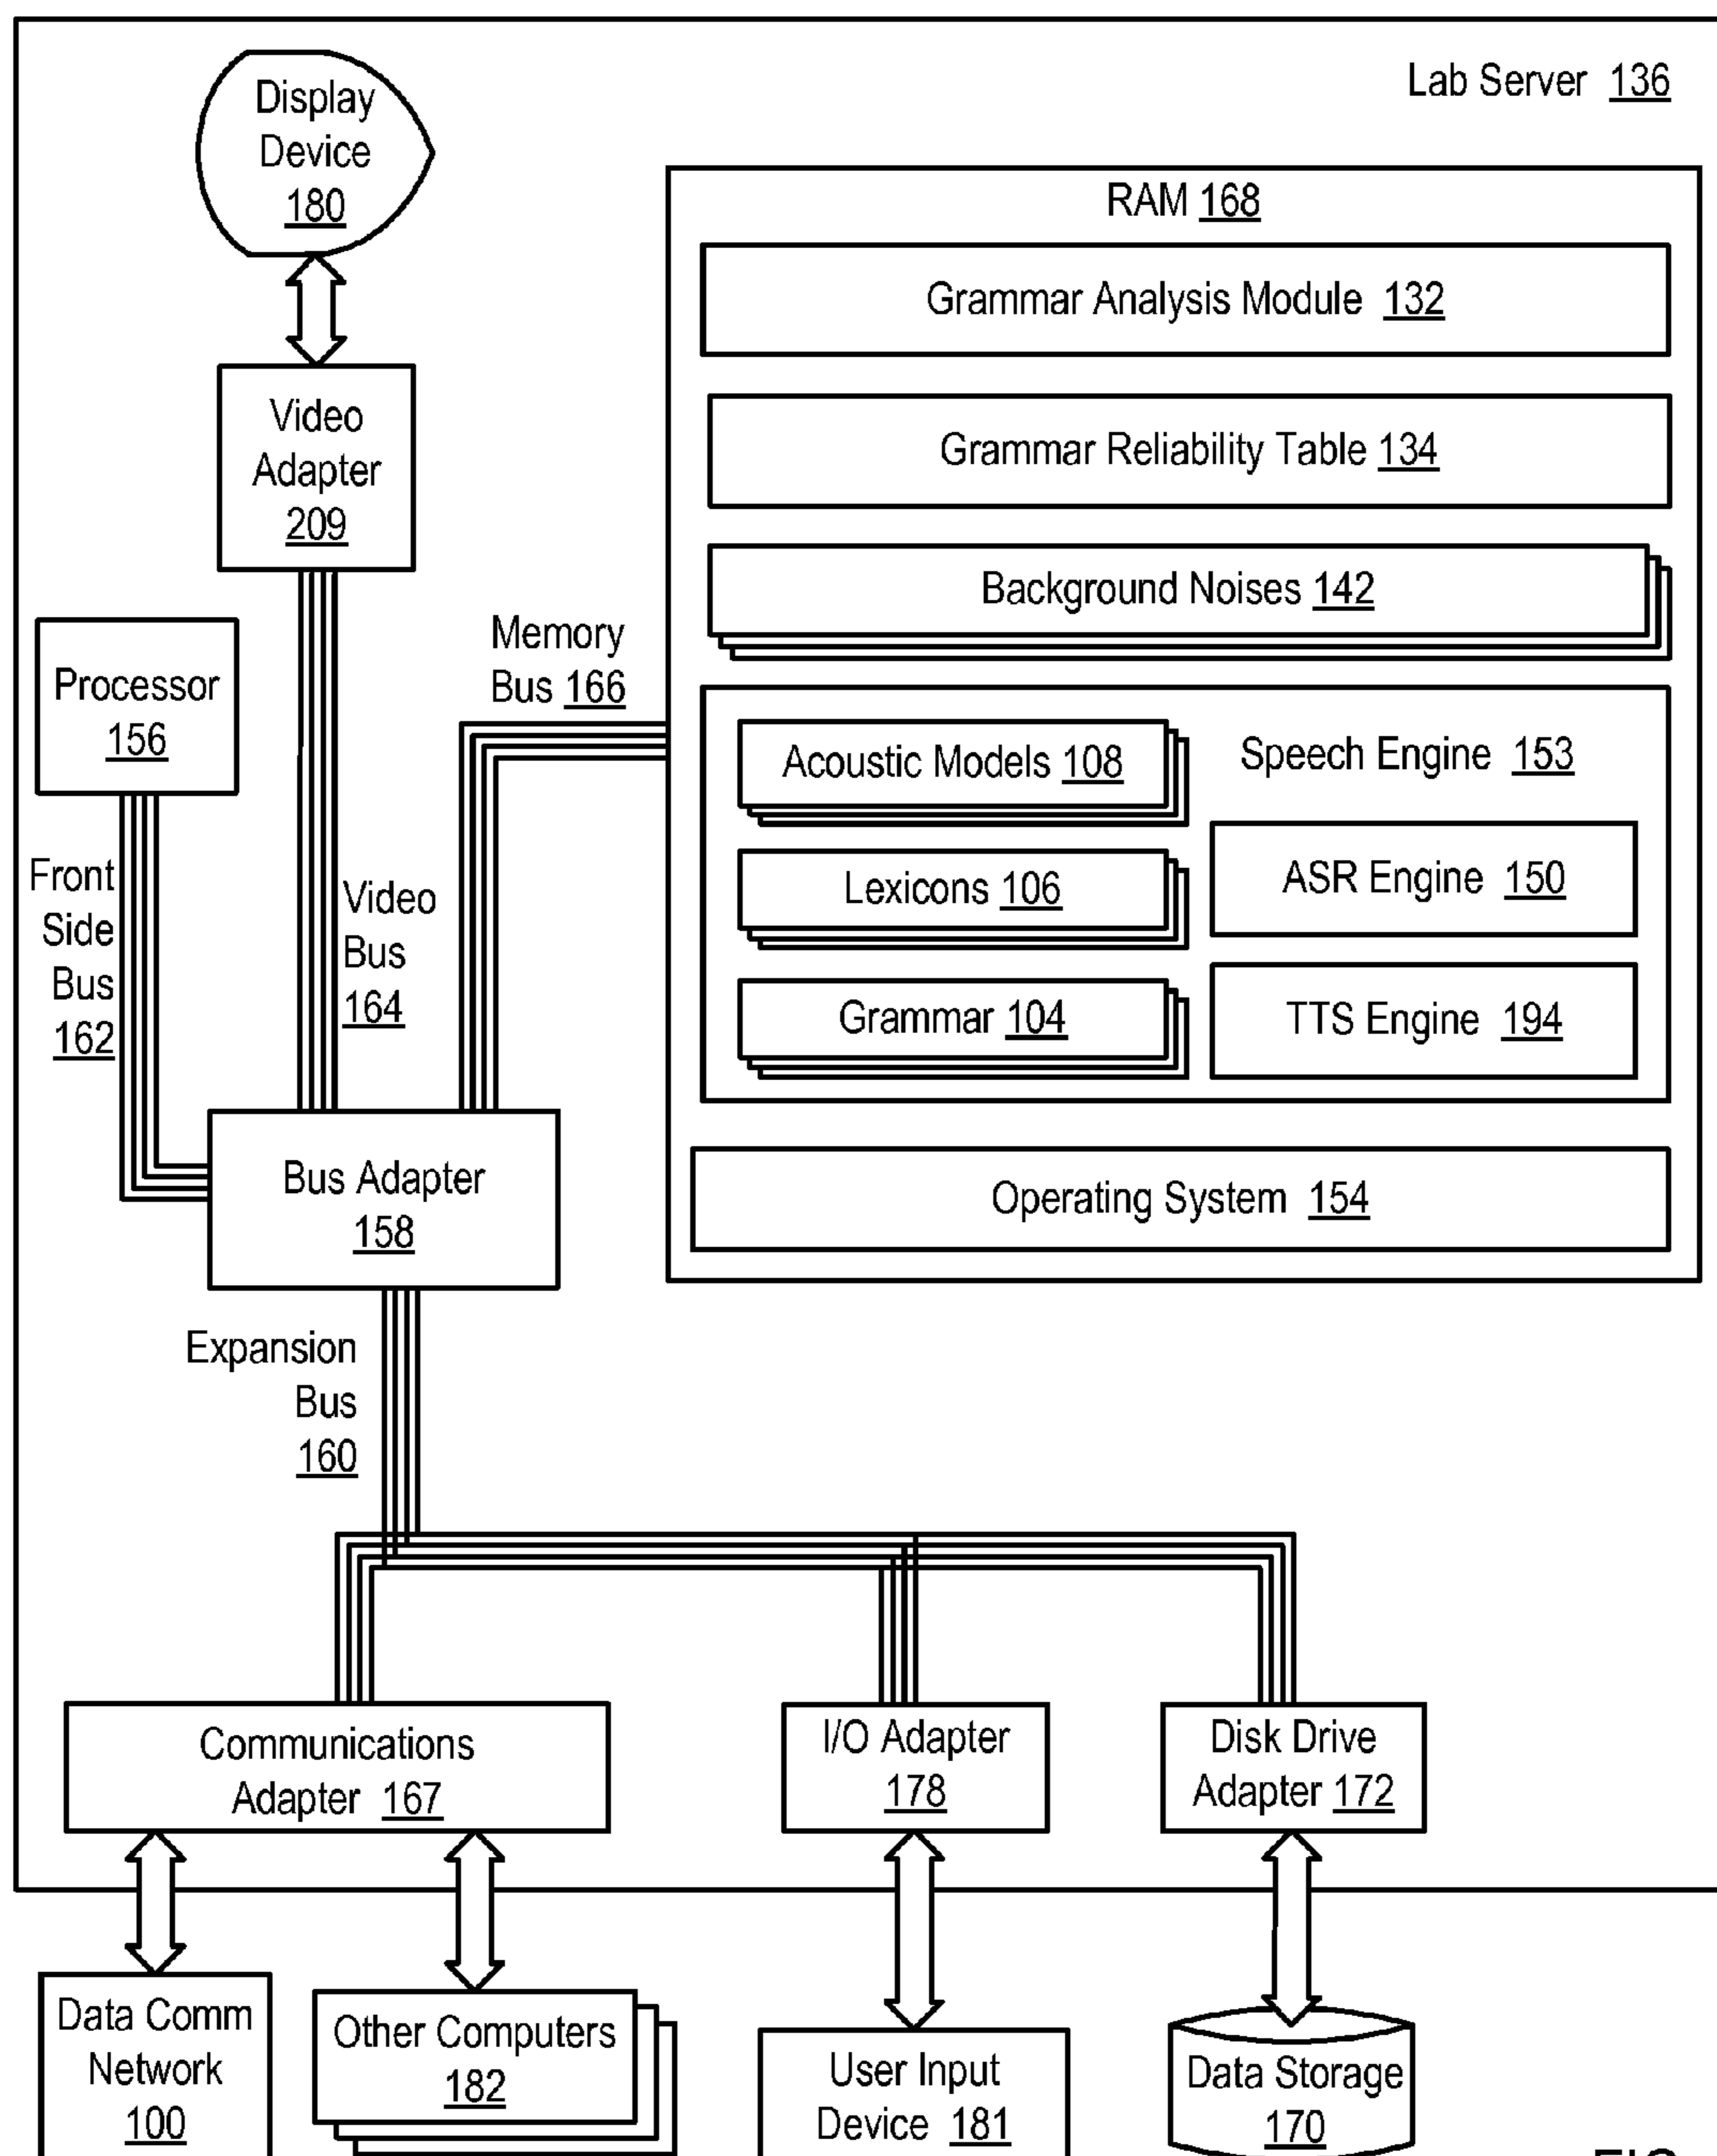 Lab Server 136
Display
Device
180
RAM 168
Grammar Analysis Module 132
Video
Adapter
209
Grammar Reliability Table 134
Background Noises 142
Memory
Bus 166
Processor
156
Acoustic Models 108
Speech Engine 153
Lexicons 106
ASR Engine 150
Grammar 104
TTS Engine 194
Front
Side
Bus
162
Video
Bus
164
Bus Adapter
158
Operating System 154
Expansion
Bus
160
Communications
Adapter 167
I/O Adapter
178
Disk Drive
Adapter 172
Data Comm
Network
100
Other Computers
182
User Input
Device 181
Data Storage
170